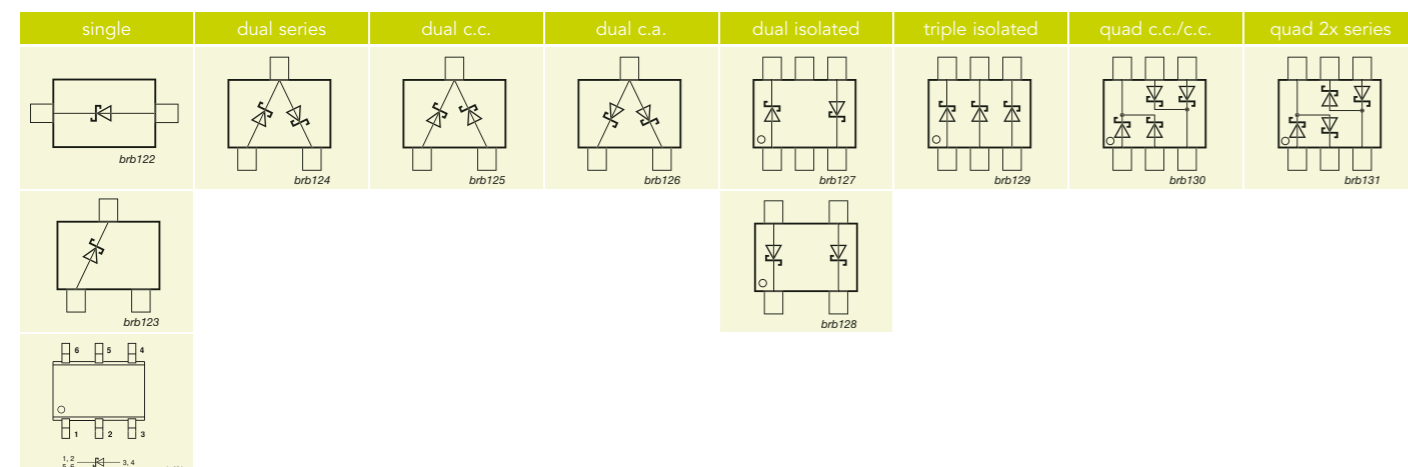 single dual series dual c.c. dual c.a. dual isolated triple isolated quad c.c./c.c. quad 2x series
brb122 brb124 brb125 brb126 brb127 brb129 brb130 brb131
brb123 brb128
6 5 4
1 2 3
1, 2 3, 4
5, 6